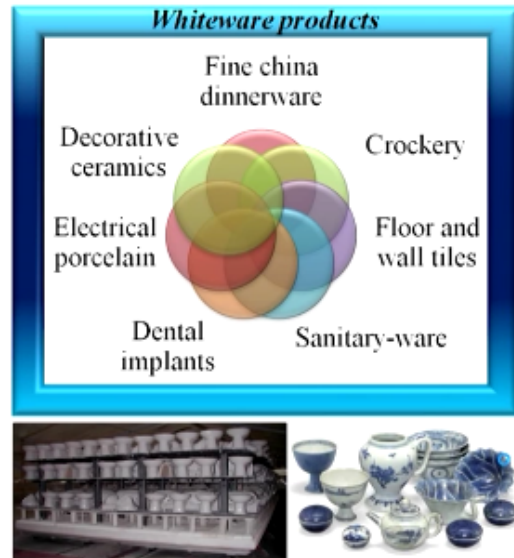 Whiteware products
Fine china
dinnerware
Crockery
Floor and
wall tiles
Sanitary-ware
Dental
implants
Electrical
porcelain
Decorative
ceramics